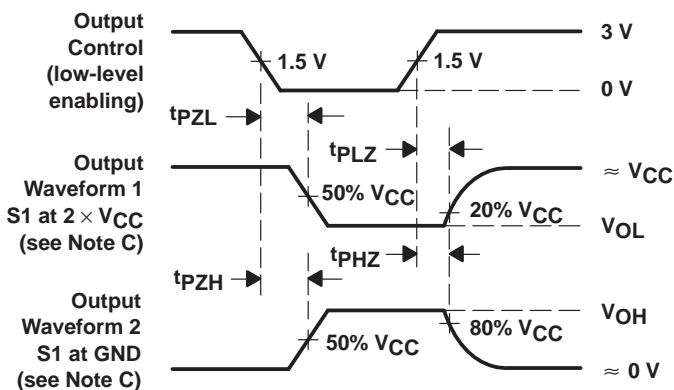 Output
Control
(low-level
enabling)
1.5 V
1.5 V
3 V
0 V
tPZL
tPLZ
Output
Waveform 1
S1 at 2 × VCC
(see Note C)
50% VCC
20% VCC
≈ VCC
VOL
tPZH
tPHZ
Output
Waveform 2
S1 at GND
(see Note C)
50% VCC
80% VCC
VOH
≈ 0 V